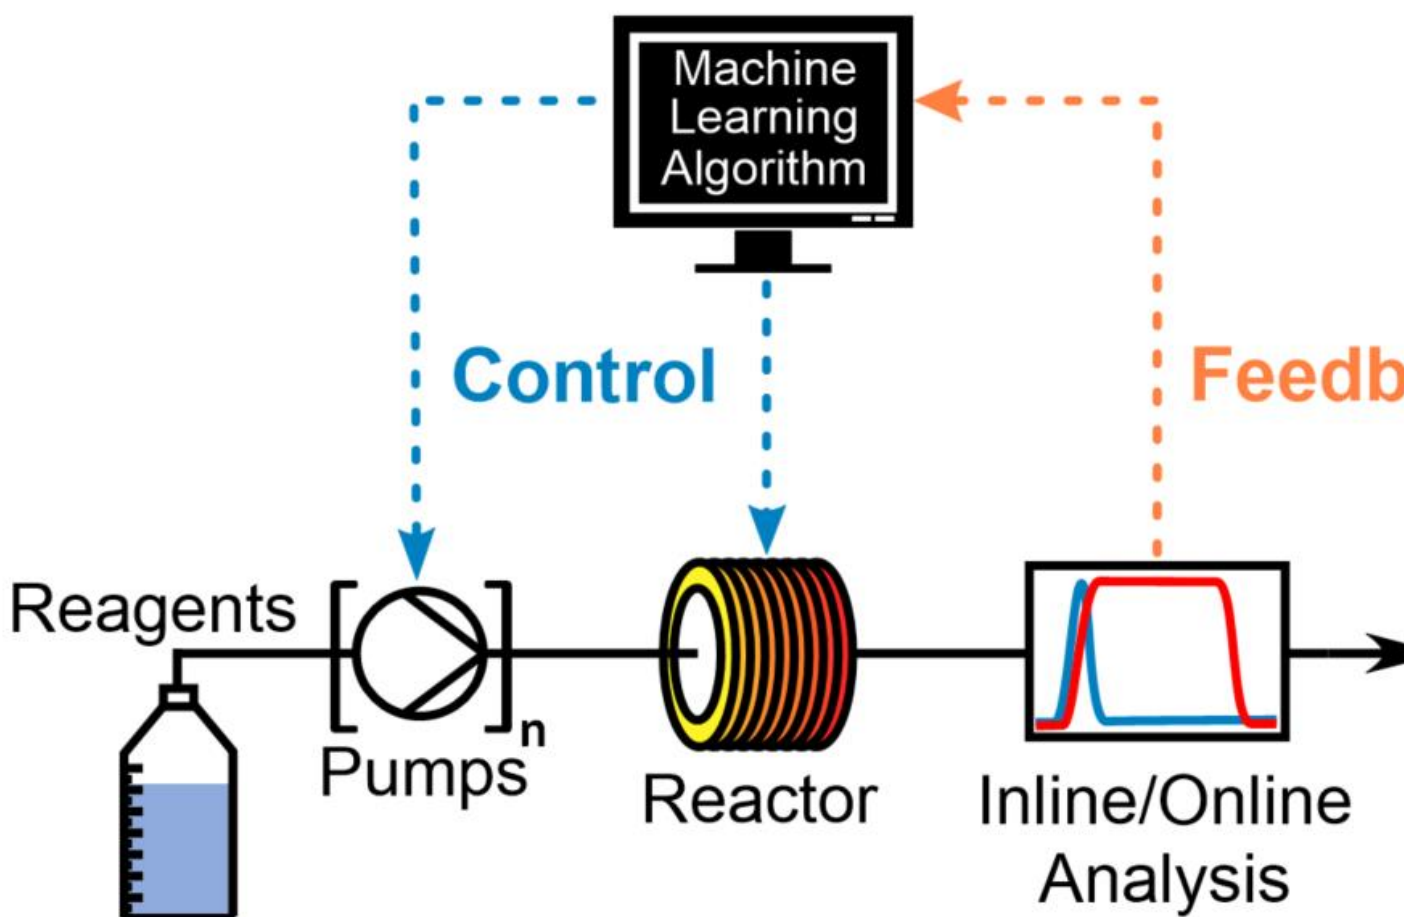 Machine
Learning
Algorithm
Control
Feedb
Reagents
n
Pumps
Reactor
Inline/Online
Analysis